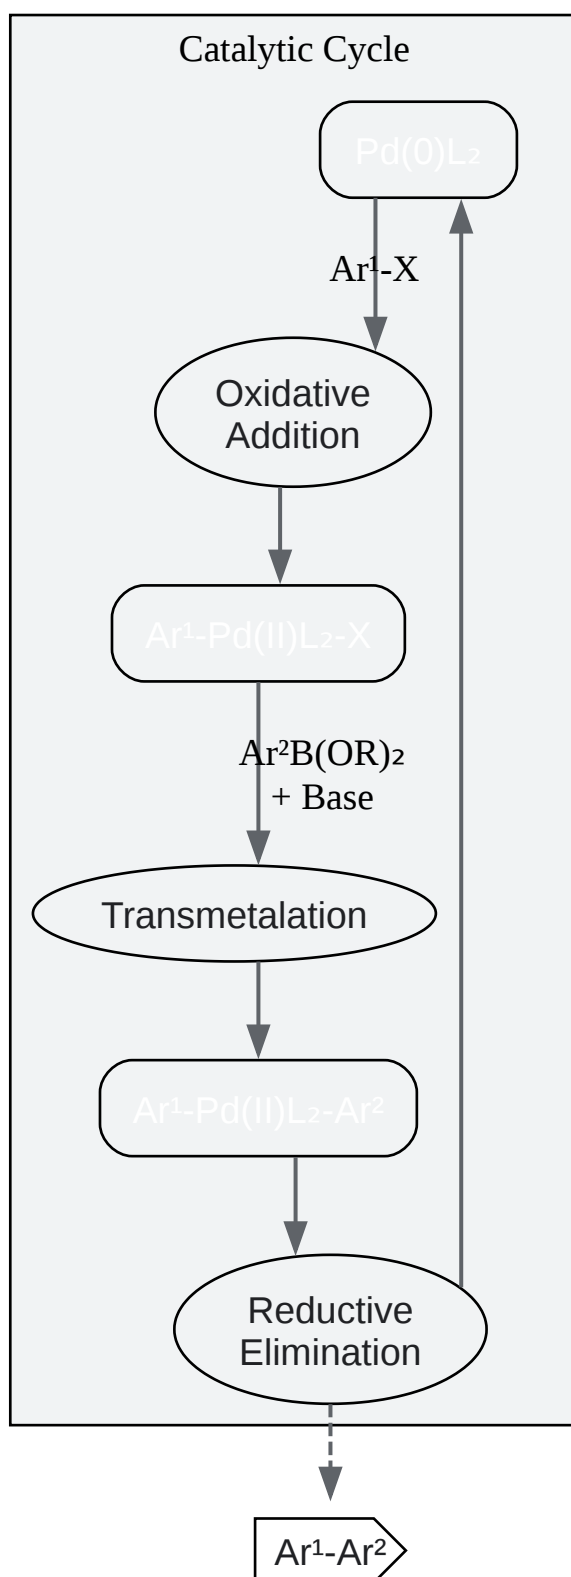 Catalytic Cycle
Pd(0)L₂
Ar¹-X
Oxidative
Addition
Ar¹-Pd(II)L₂-X
Ar²B(OR)₂
+ Base
Transmetalation
Ar¹-Pd(II)L₂-Ar²
Reductive
Elimination
Ar¹-Ar²